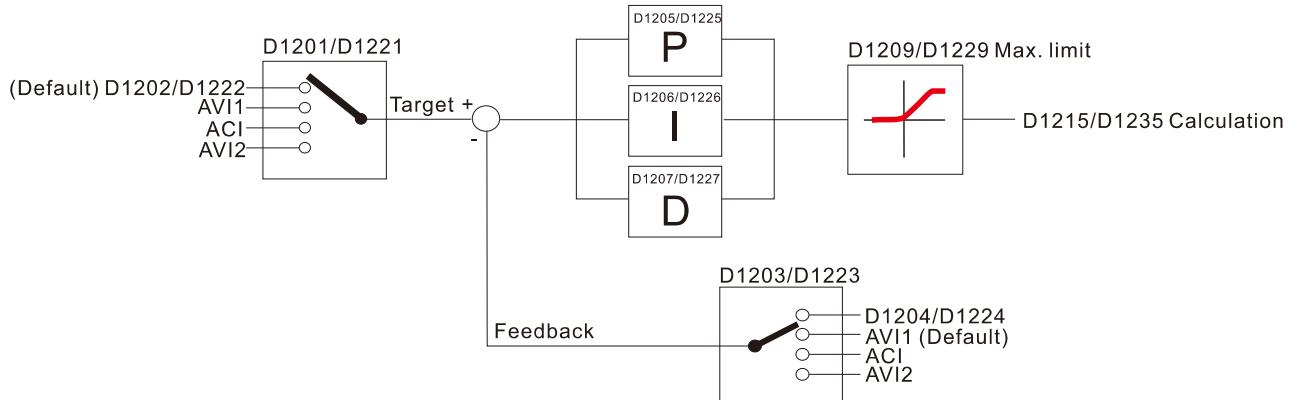 D1201/D1221
(Default) D1202/D1222
AVI1
ACI
AVI2
Target +
-
D1205/D1225
P
D1206/D1226
I
D1207/D1227
D
D1209/D1229 Max. limit
D1215/D1235 Calculation
Feedback
D1203/D1223
D1204/D1224
AVI1 (Default)
ACI
AVI2